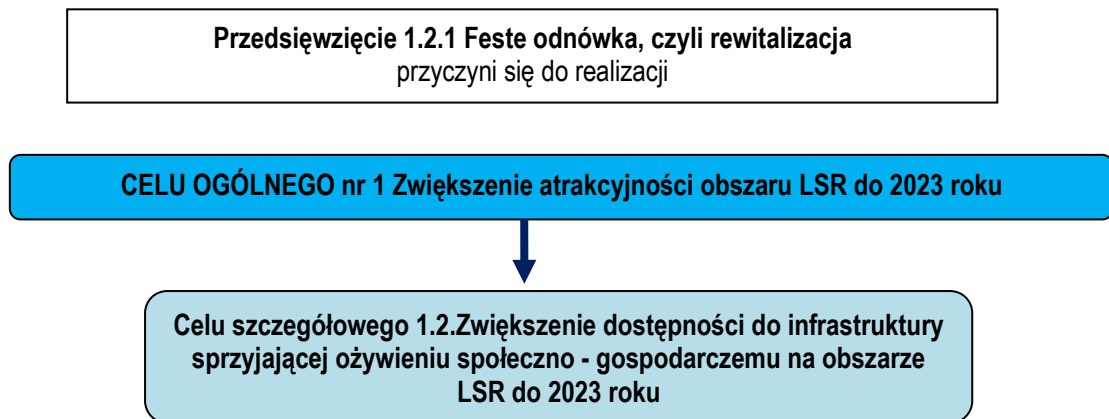 Przedsięwzięcie 1.2.1 Feste odnówka, czyli rewitalizacja
przyczyni się do realizacji
CELU OGÓLNEGO nr 1 Zwiększenie atrakcyjności obszaru LSR do 2023 roku
Celu szczegółowego 1.2.Zwiększenie dostępności do infrastruktury
sprzyjającej ożywieniu społeczno - gospodarczemu na obszarze
LSR do 2023 roku